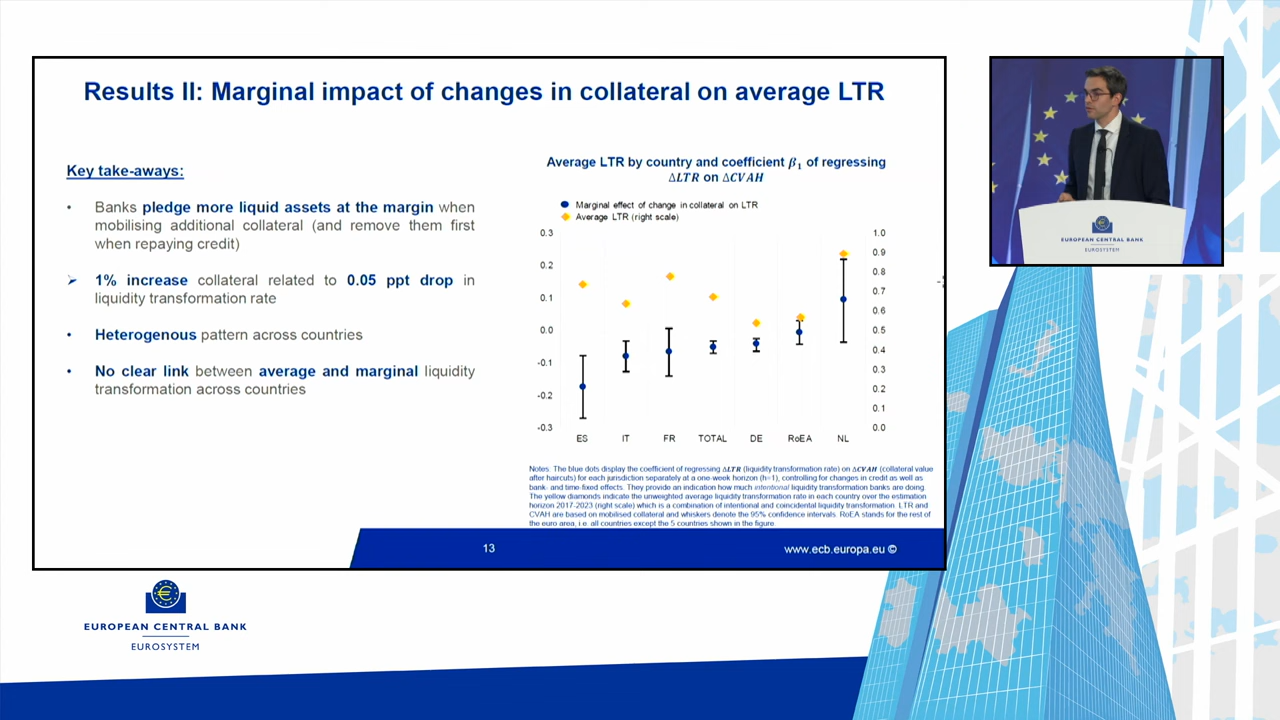 Results II: Marginal impact of changes in collateral on average LTR
Key take-aways:
• Banks pledge more liquid assets at the margin when
mobilising additional collateral (and remove them first
when repaying credit)
➢ 1% increase collateral related to 0.05 ppt drop in
liquidity transformation rate
• Heterogenous pattern across countries
• No clear link between average and marginal liquidity
transformation across countries
Average LTR by country and coefficient β₁ of regressing
ΔLTR on ΔCVAH
Marginal effect of change in collateral on LTR
Average LTR (right scale)
0.3
0.2
0.1
0.0
-0.1
-0.2
-0.3
1.0
0.9
0.8
0.7
0.6
0.5
0.4
0.3
0.2
0.1
0.0
ES IT FR TOTAL DE RoEA NL
Notes: The blue dots display the coefficient of regressing ΔLTR (liquidity transformation rate) on ΔCVAH (collateral value
after haircuts) for each jurisdiction separately at a one-week horizon (h=1), controlling for changes in credit as well as
bank- and time-fixed effects. They provide an indication how much intentional liquidity transformation banks are doing.
The yellow diamonds indicate the unweighted average liquidity transformation rate in each country over the estimation
horizon 2017-2023 (right scale) which is a combination of intentional and coincidental liquidity transformation. LTR and
CVAH are based on mobilised collateral and whiskers denote the 95% confidence intervals. RoEA stands for the rest of
the euro area, i.e. all countries except the 5 countries shown in the figure.
13
www.ecb.europa.eu ©
EUROPEAN CENTRAL BANK
EUROSYSTEM
EUROPEAN CENTRAL BANK
EUROSYSTEM